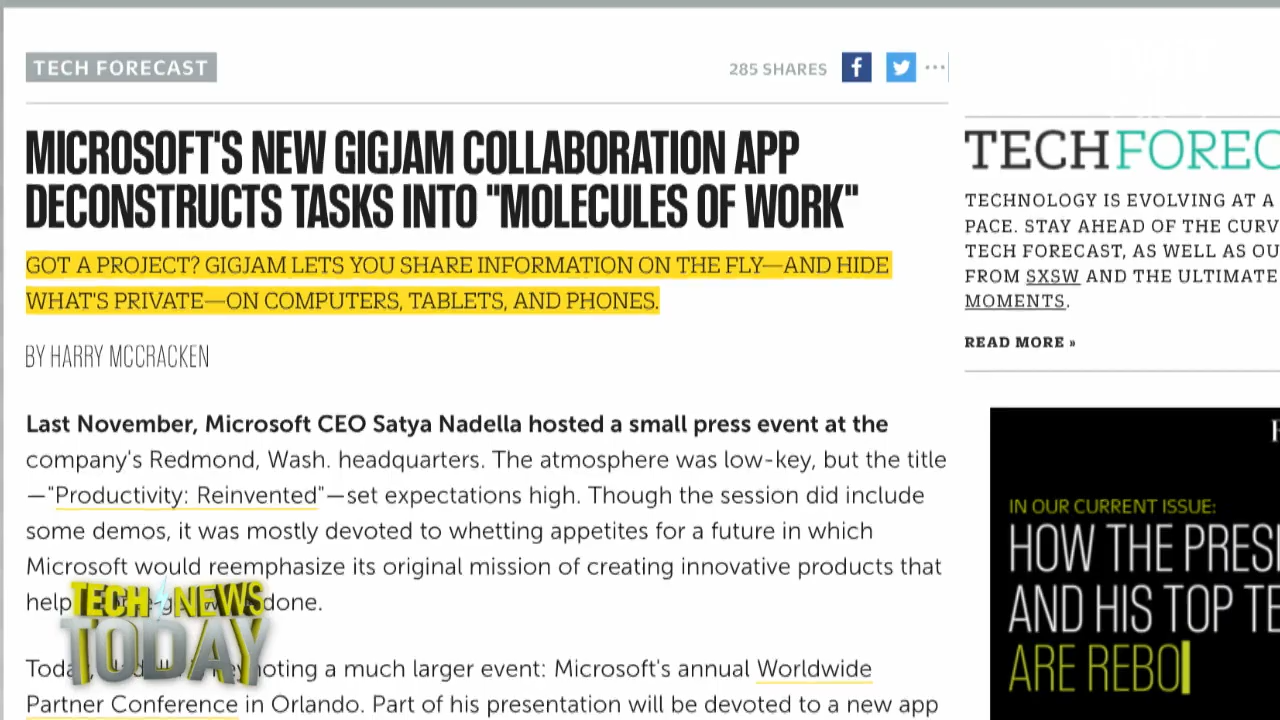 TECH FORECAST
285 SHARES
MICROSOFT'S NEW GIGJAM COLLABORATION APP
DECONSTRUCTS TASKS INTO "MOLECULES OF WORK"
GOT A PROJECT? GIGJAM LETS YOU SHARE INFORMATION ON THE FLY—AND HIDE
WHAT'S PRIVATE—ON COMPUTERS, TABLETS, AND PHONES.
BY HARRY MCCRACKEN
Last November, Microsoft CEO Satya Nadella hosted a small press event at the
company's Redmond, Wash. headquarters. The atmosphere was low-key, but the title
—"Productivity: Reinvented"—set expectations high. Though the session did include
some demos, it was mostly devoted to whetting appetites for a future in which
Microsoft would reemphasize its original mission of creating innovative products that
help done.
a much larger event: Microsoft's annual Worldwide
Partner Conference in Orlando. Part of his presentation will be devoted to a new app
TECH NEWS
TODAY
TECHFOREC
TECHNOLOGY IS EVOLVING AT A
PACE. STAY AHEAD OF THE CURV
TECH FORECAST, AS WELL AS OU
FROM SXSW AND THE ULTIMATE
MOMENTS.
READ MORE »
IN OUR CURRENT ISSUE:
HOW THE PRESI
AND HIS TOP TE
ARE REBO